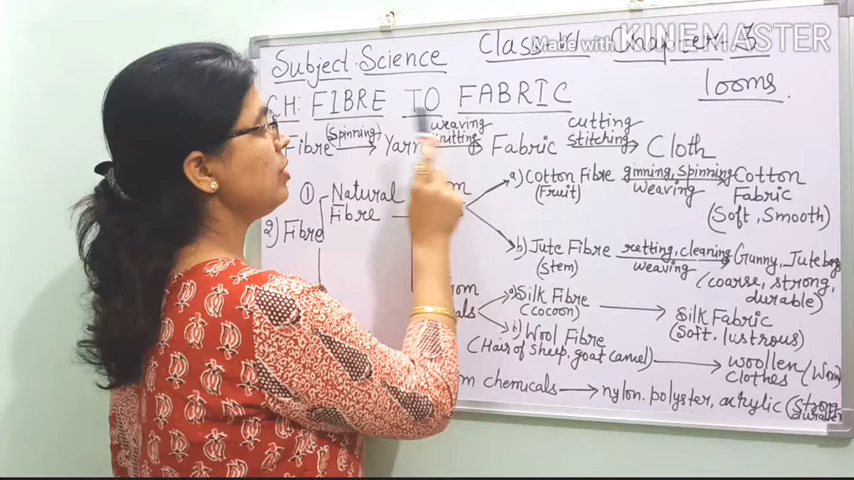 Made with KINEMASTER
Subject Science Class VI Chapter-3
looms
CH: FIBRE TO FABRIC
Fibre (Spinning) Yarn weaving knitting Fabric cutting stitching Cloth
1 Natural Fibre
2) Fibre
a) Cotton Fibre (Fruit) ginning, spinning weaving Cotton Fabric (Soft, Smooth)
b) Jute Fibre (Stem) retting, cleaning weaving Gunny, Jute bag (coarse, strong, durable)
a) Silk Fibre (cocoon) Silk Fabric (Soft, lustrous)
b) Wool Fibre (Hair of sheep, goat camel) woollen clothes
chemicals nylon, polyster, acrylic